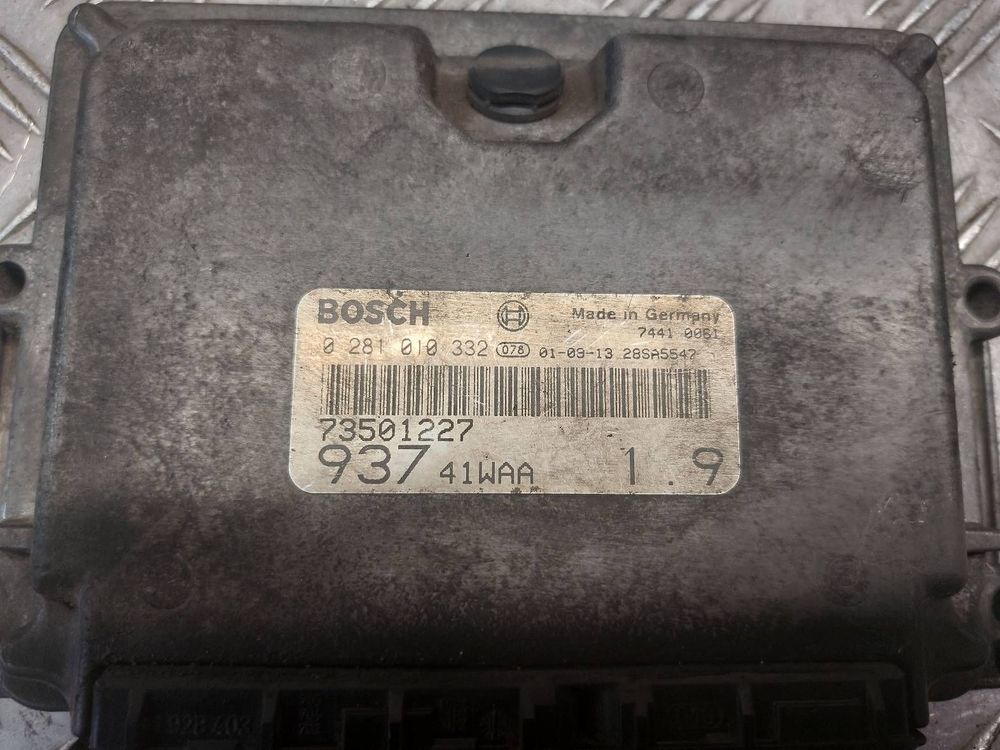 BOSCH Made in Germany
7441 0061
0 281 010 332 078 01-09-13 28SA5547
73501227
937 41WAA 1.9